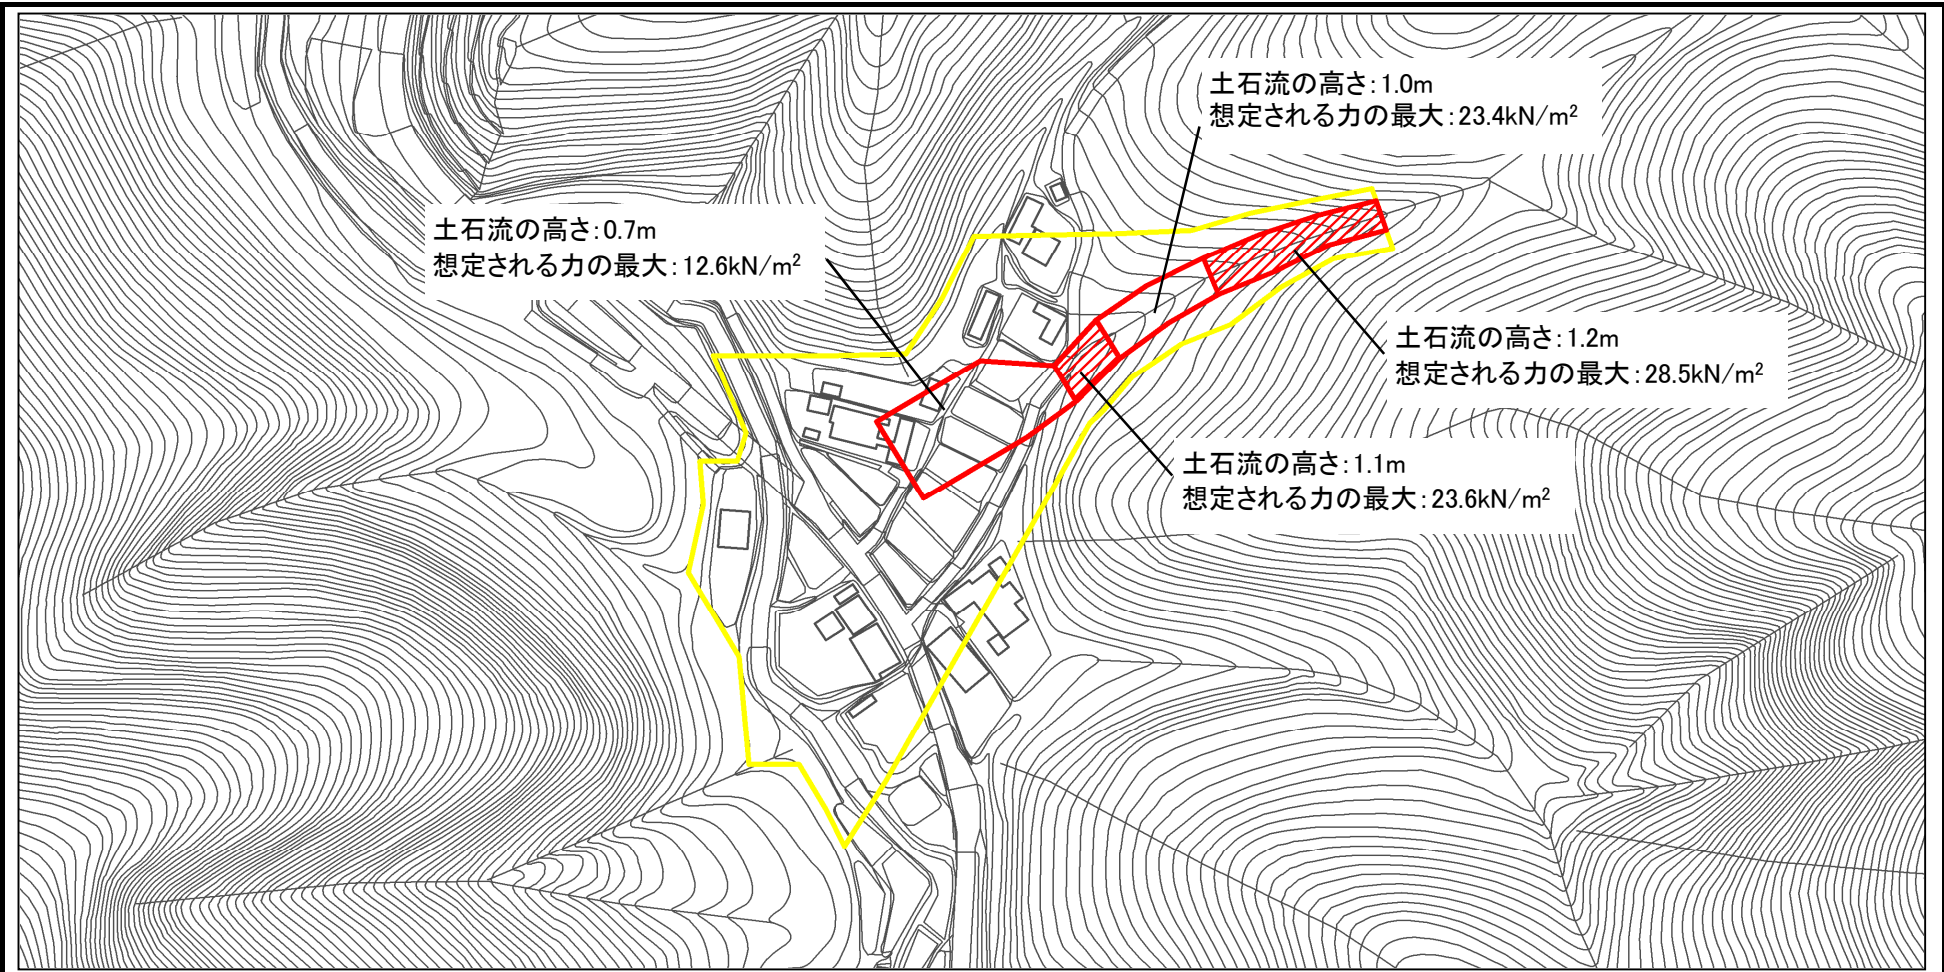 土石流の高さ:1.0m
想定される力の最大:23.4kN/m²
土石流の高さ:0.7m
想定される力の最大:12.6kN/m²
土石流の高さ:1.2m
想定される力の最大:28.5kN/m²
土石流の高さ:1.1m
想定される力の最大:23.6kN/m²